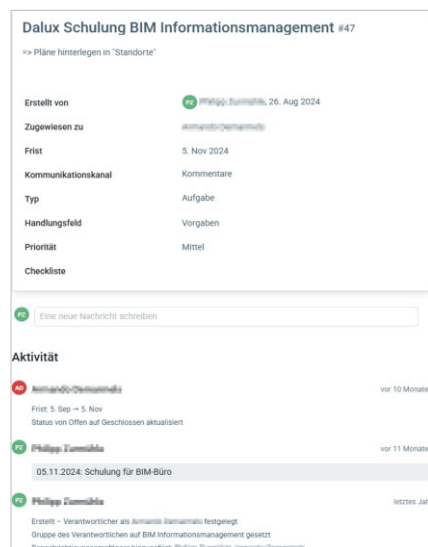 Dalux Schulung BIM Informationsmanagement #47
=> Pläne hinterlegen in "Standorte"
Erstellt von PZ , 26. Aug 2024
Zugewiesen zu
Frist 5. Nov 2024
Kommunikationskanal Kommentare
Typ Aufgabe
Handlungsfeld Vorgaben
Priorität Mittel
Checkliste
PZ Eine neue Nachricht schreiben
Aktivität
AD vor 10 Monate
Frist: 5. Sep → 5. Nov
Status von Offen auf Geschlossen aktualisiert
PZ vor 11 Monate
05.11.2024: Schulung für BIM-Büro
PZ letztes Jah
Erstellt – Verantwortlicher als festgelegt
Gruppe des Verantwortlichen auf BIM Informationsmanagement gesetzt